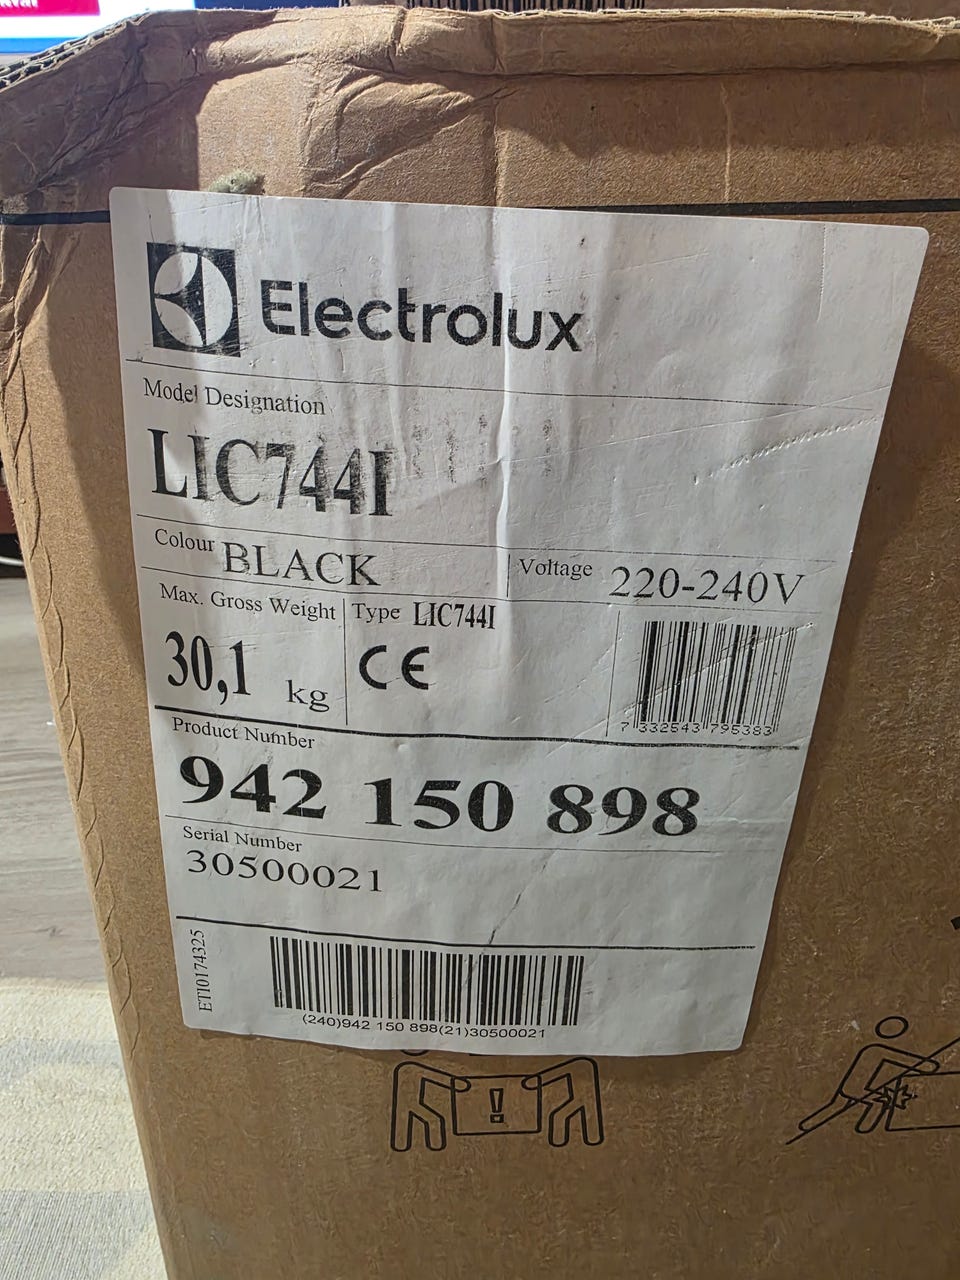 Electrolux
Model Designation
LIC744I
Colour BLACK
Voltage 220-240V
Max. Gross Weight
30,1 kg
Type LIC744I
CE
7 332543 795383
Product Number
942 150 898
Serial Number
30500021
ETI0174325
(240)942 150 898(21)30500021
!